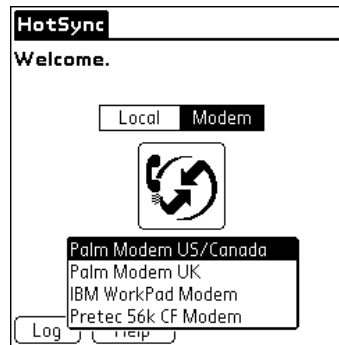 HotSync
Welcome.
Local Modem
Palm Modem US/Canada
Palm Modem UK
IBM WorkPad Modem
Pretec 56k CF Modem
Log Help